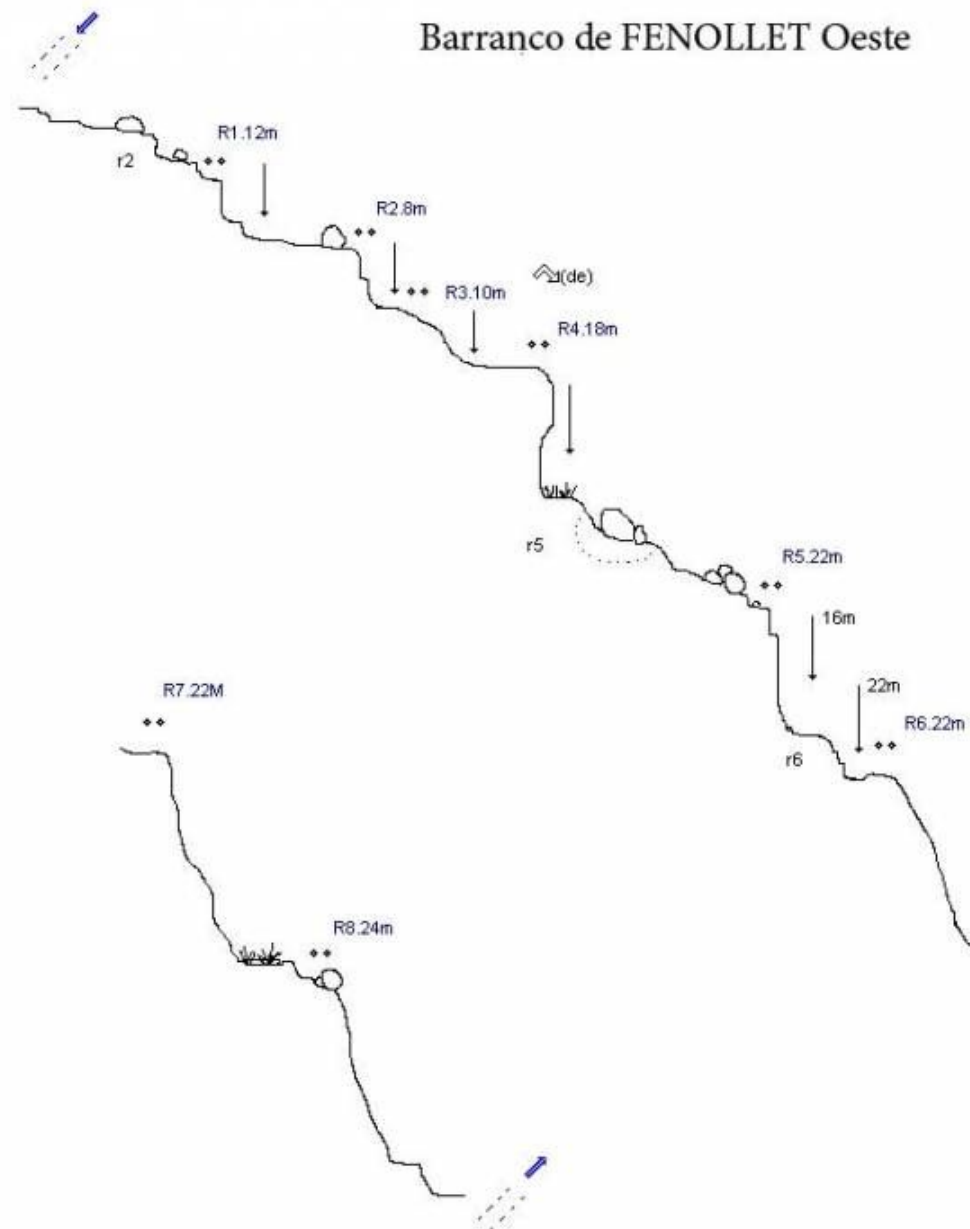 Barranco de FENOLLET Oeste
R1.12m
r2
R2.8m
(de)
R3.10m
R4.18m
r5
R5.22m
16m
22m
R6.22m
r6
R7.22M
R8.24m